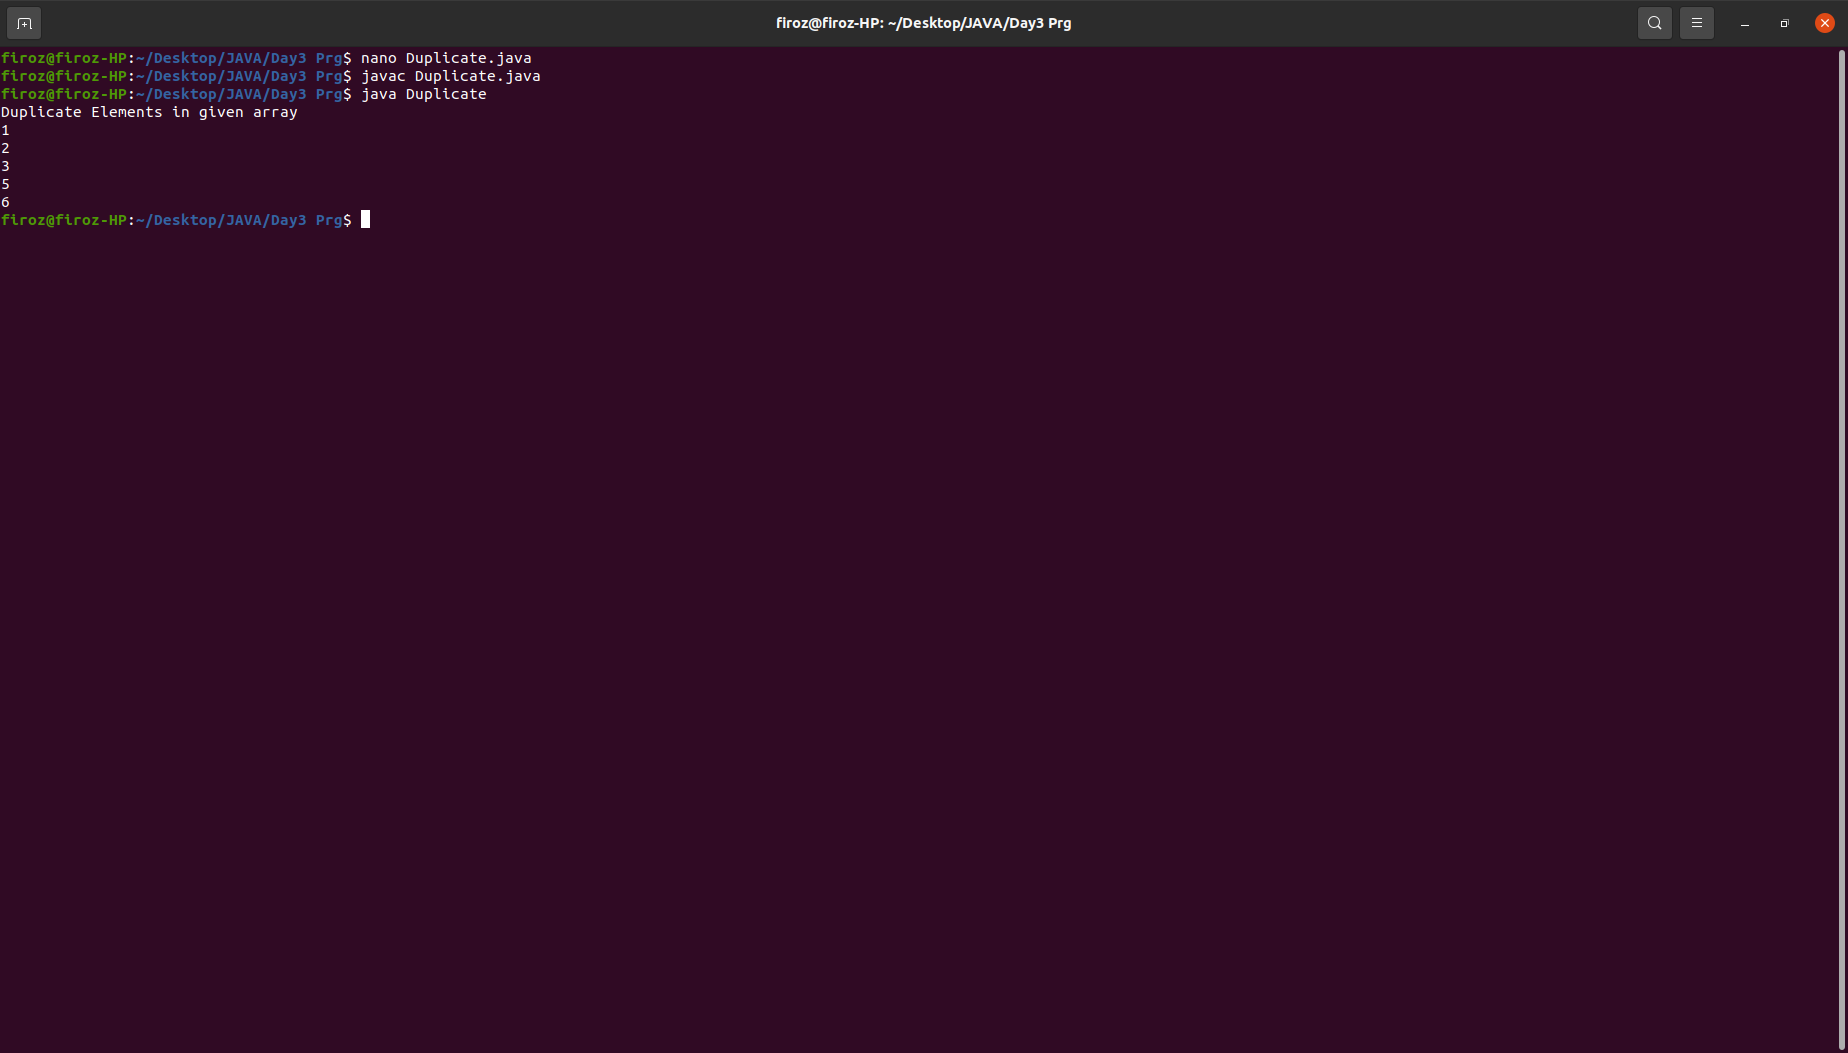 firoz@firoz-HP: ~/Desktop/JAVA/Day3 Prg
firoz@firoz-HP:~/Desktop/JAVA/Day3 Prg$ nano Duplicate.java
firoz@firoz-HP:~/Desktop/JAVA/Day3 Prg$ javac Duplicate.java
firoz@firoz-HP:~/Desktop/JAVA/Day3 Prg$ java Duplicate
Duplicate Elements in given array
1
2
3
5
6
firoz@firoz-HP:~/Desktop/JAVA/Day3 Prg$